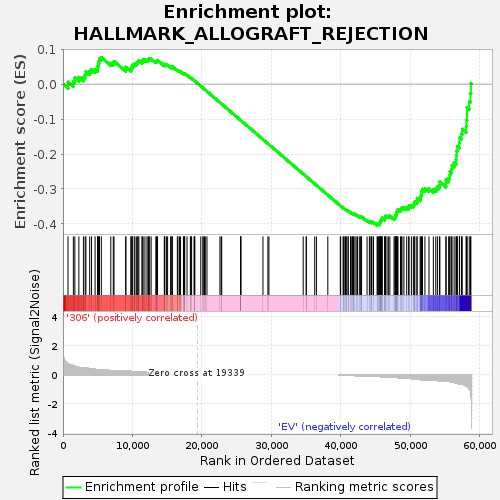 Enrichment plot:
HALLMARK_ALLOGRAFT_REJECTION
Enrichment score (ES)
0.1
0.0
-0.1
-0.2
-0.3
-0.4
Ranked list metric (Signal2Noise)
'306' (positively correlated)
4
2
Zero cross at 19339
0
-2
'EV' (negatively correlated)
-4
0 10,000 20,000 30,000 40,000 50,000 60,000
Rank in Ordered Dataset
Enrichment profile Hits Ranking metric scores